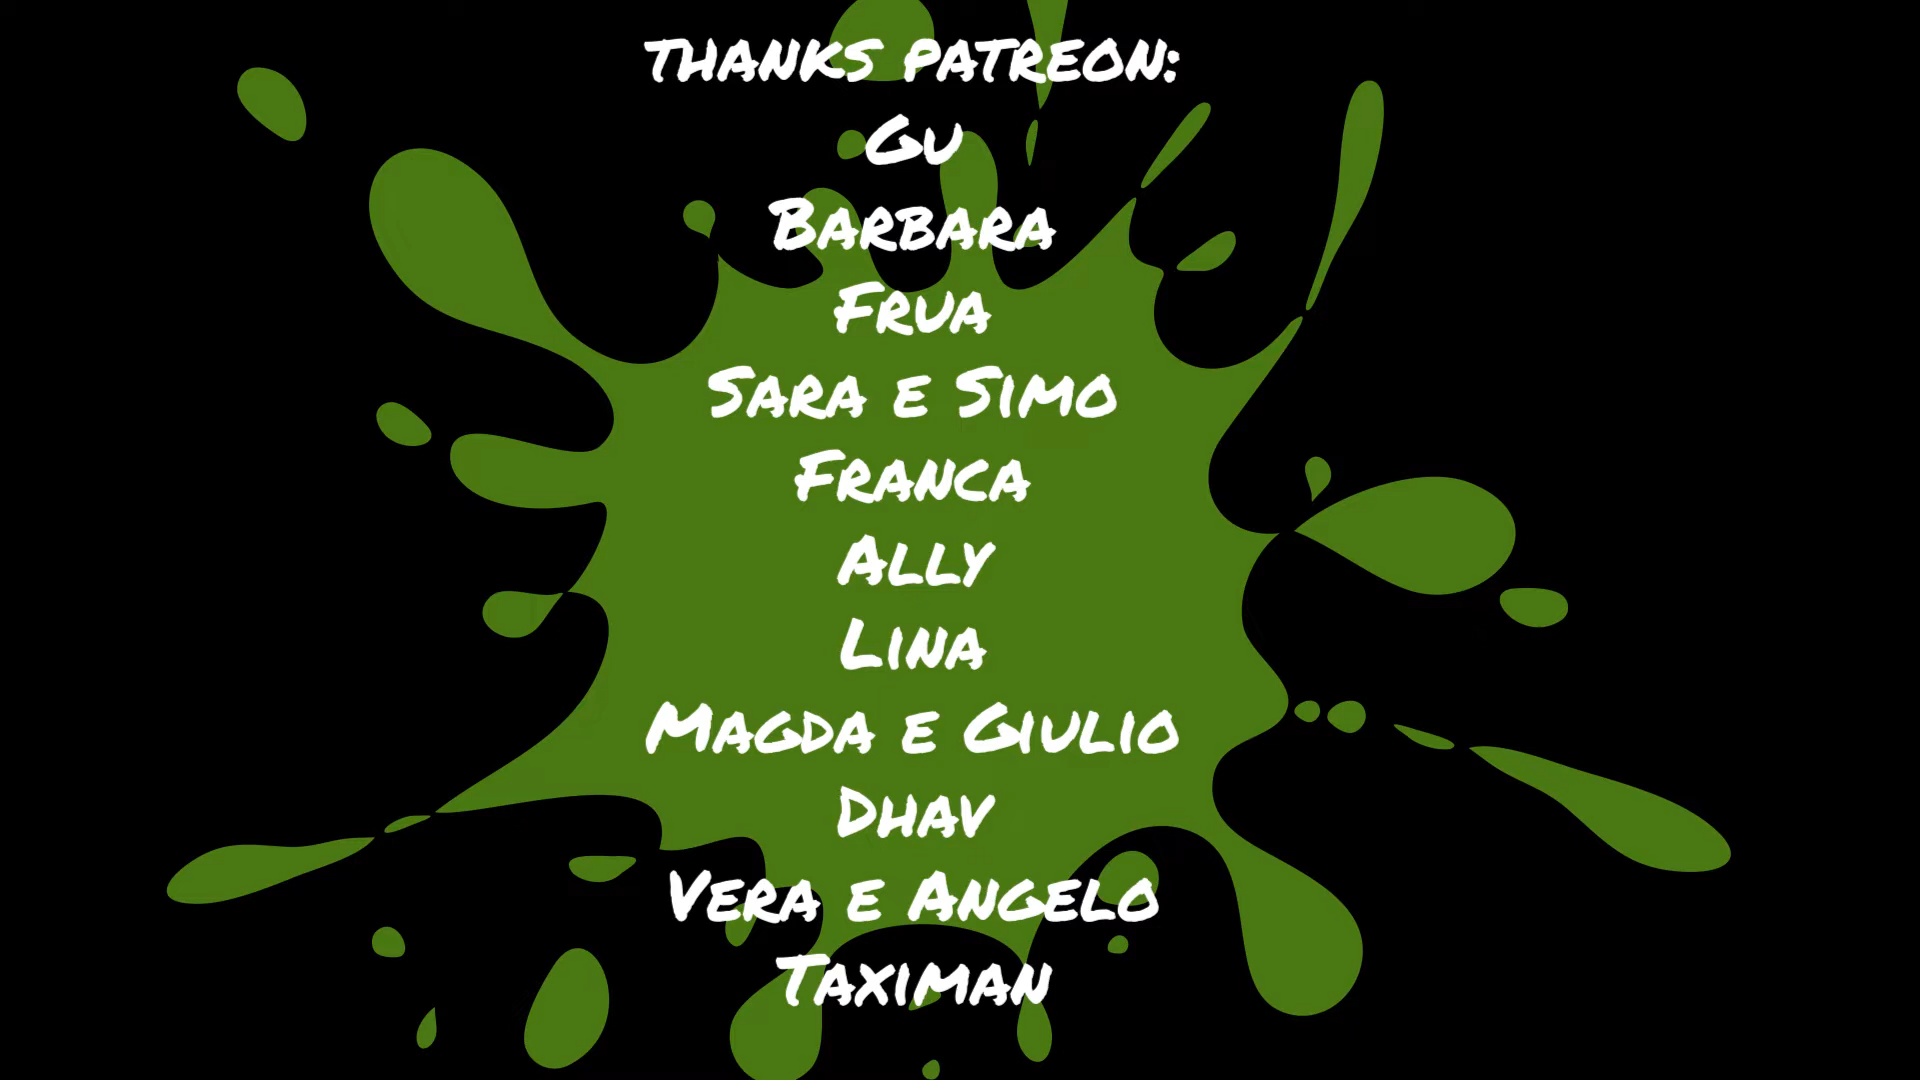 THANKS PATREON:
GU
BARBARA
FRUA
SARA E SIMO
FRANCA
ALLY
LINA
MAGDA E GIULIO
DHAV
VERA E ANGELO
TAXIMAN